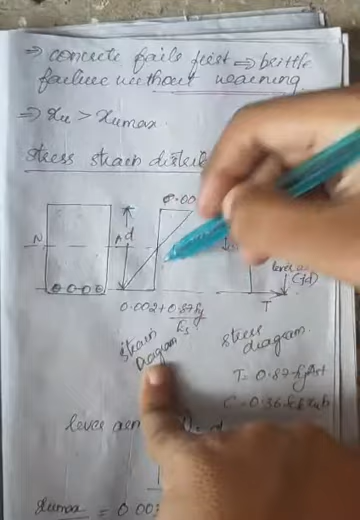 ⇒ concrete fails first ⇒ brittle
failure without warning
⇒ xu > xumax.
stress strain
0.00
N
A
d
T
0.002 + 0.87fy
Es
strain
diagram
stress
diagram.
T = 0.87 fy Ast
C = 0.36 fck xu b
lever arm
xumax = 0.00